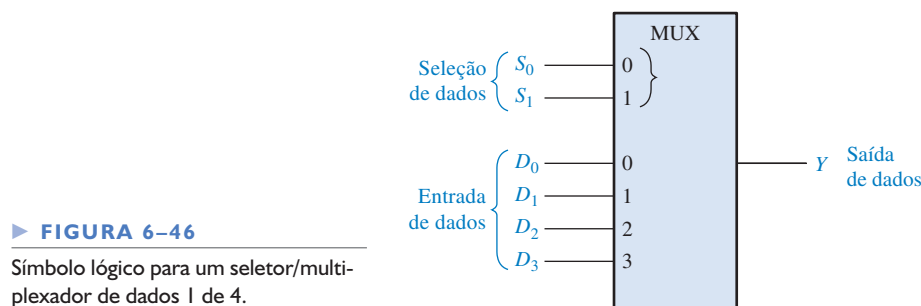 MUX
Seleção
de dados
S0
S1
0
1
Entrada
de dados
D0
D1
D2
D3
0
1
2
3
Y
Saída
de dados
► FIGURA 6–46
Símbolo lógico para um seletor/multi-
plexador de dados 1 de 4.